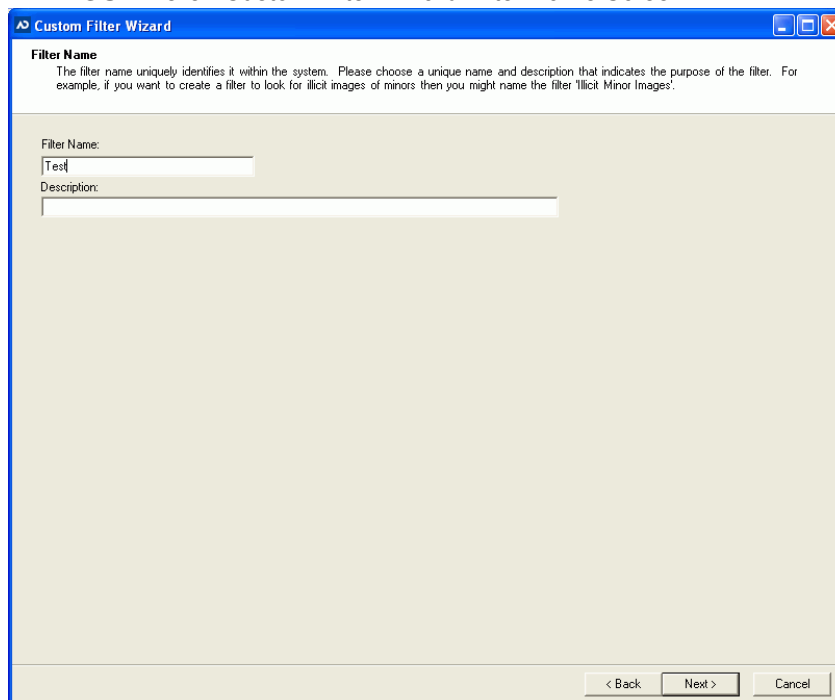 Custom Filter Wizard
Filter Name
The filter name uniquely identifies it within the system. Please choose a unique name and description that indicates the purpose of the filter. For
example, if you want to create a filter to look for illicit images of minors then you might name the filter 'Illicit Minor Images'.
Filter Name:
Test
Description:
< Back
Next >
Cancel